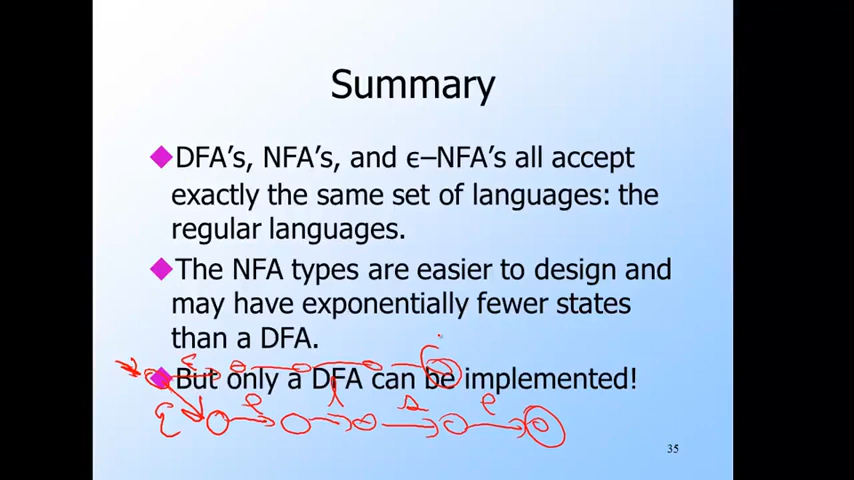 Summary
DFA's, NFA's, and ϵ–NFA's all accept
exactly the same set of languages: the
regular languages.
The NFA types are easier to design and
may have exponentially fewer states
than a DFA.
ε
But only a DFA can be implemented!
ε e l s e
35